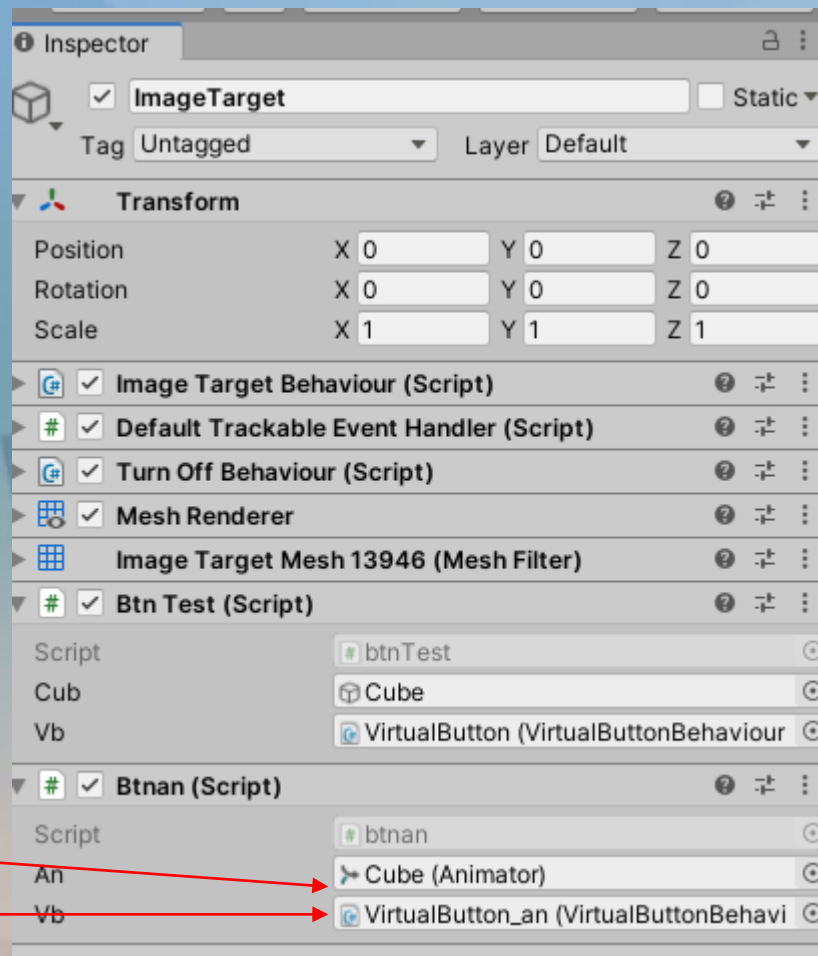 Inspector
ImageTarget Static
Tag Untagged Layer Default
Transform
Position X 0 Y 0 Z 0
Rotation X 0 Y 0 Z 0
Scale X 1 Y 1 Z 1
Image Target Behaviour (Script)
# Default Trackable Event Handler (Script)
Turn Off Behaviour (Script)
Mesh Renderer
Image Target Mesh 13946 (Mesh Filter)
# Btn Test (Script)
Script # btnTest
Cub Cube
Vb VirtualButton (VirtualButtonBehaviour
# Btnan (Script)
Script # btnan
An Cube (Animator)
Vb VirtualButton_an (VirtualButtonBehavi